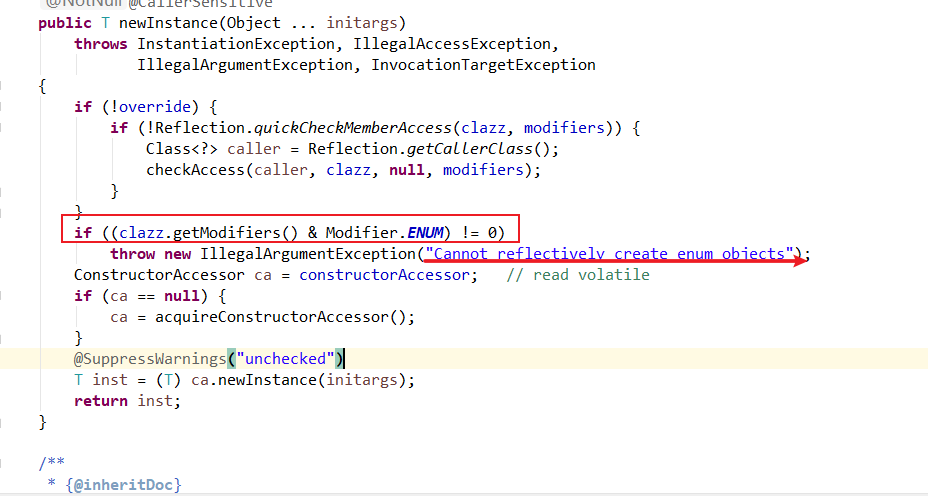 @NotNull @CallerSensitive
public T newInstance(Object ... initargs)
    throws InstantiationException, IllegalAccessException,
           IllegalArgumentException, InvocationTargetException
{
    if (!override) {
        if (!Reflection.quickCheckMemberAccess(clazz, modifiers)) {
            Class<?> caller = Reflection.getCallerClass();
            checkAccess(caller, clazz, null, modifiers);
        }
    }
    if ((clazz.getModifiers() & Modifier.ENUM) != 0)
        throw new IllegalArgumentException("Cannot reflectively create enum objects");
    ConstructorAccessor ca = constructorAccessor;   // read volatile
    if (ca == null) {
        ca = acquireConstructorAccessor();
    }
    @SuppressWarnings("unchecked")
    T inst = (T) ca.newInstance(initargs);
    return inst;
}
/**
 * {@inheritDoc}